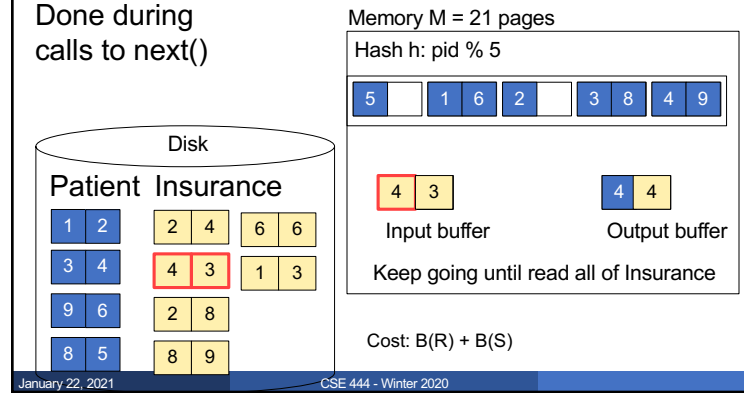 Done during
calls to next()
Memory M = 21 pages
Hash h: pid % 5
5 1 6 2 3 8 4 9
Disk
Patient Insurance
1 2 2 4 6 6
3 4 4 3 1 3
9 6 2 8
8 5 8 9
4 3 4 4
Input buffer Output buffer
Keep going until read all of Insurance
Cost: B(R) + B(S)
January 22, 2021 CSE 444 - Winter 2020